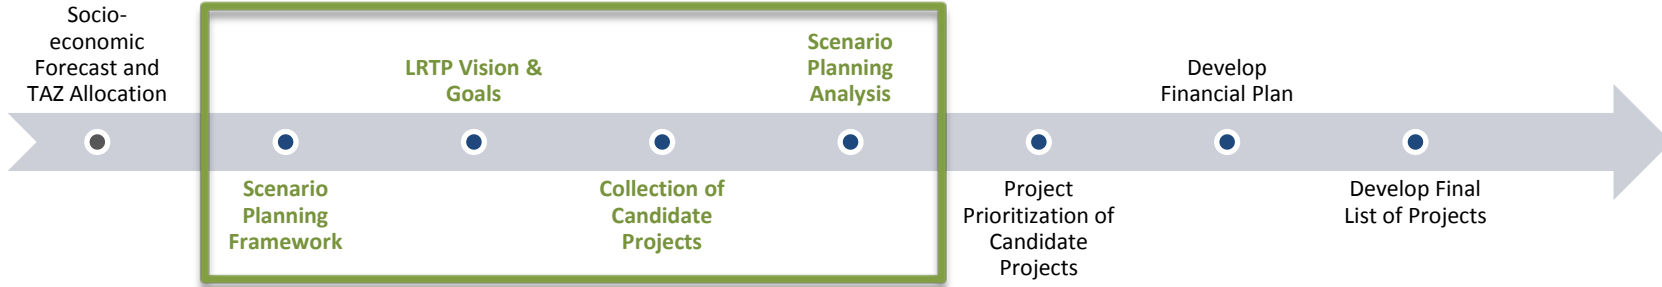 Socio-
economic
Forecast and
TAZ Allocation
Scenario
Planning
Framework
LRTP Vision &
Goals
Collection of
Candidate
Projects
Scenario
Planning
Analysis
Project
Prioritization of
Candidate
Projects
Develop
Financial Plan
Develop Final
List of Projects